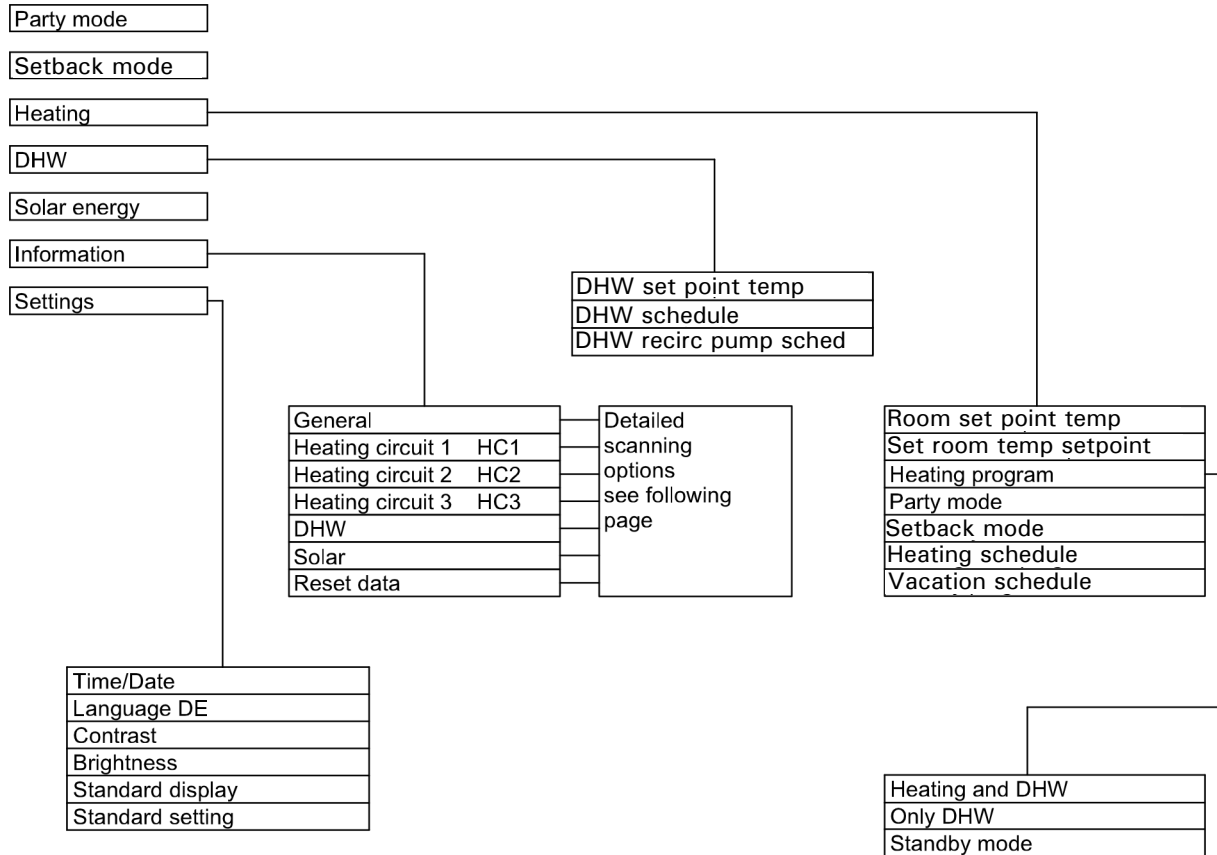 Party mode
Setback mode
Heating
DHW
Solar energy
Information
Settings
DHW set point temp
DHW schedule
DHW recirc pump sched
General
Heating circuit 1 HC1
Heating circuit 2 HC2
Heating circuit 3 HC3
DHW
Solar
Reset data
Detailed
scanning
options
see following
page
Room set point temp
Set room temp setpoint
Heating program
Party mode
Setback mode
Heating schedule
Vacation schedule
Time/Date
Language DE
Contrast
Brightness
Standard display
Standard setting
Heating and DHW
Only DHW
Standby mode